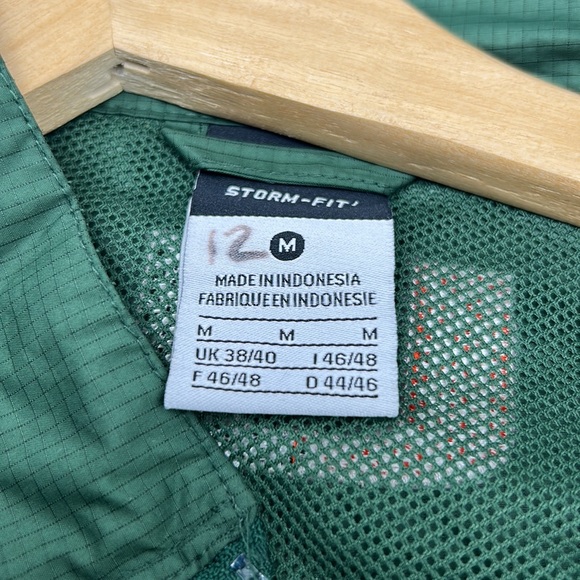 STORM-FIT
12 M
MADE IN INDONESIA
FABRIQUE EN INDONESIE
M M M
UK 38/40 I 46/48
F 46/48 D 44/46